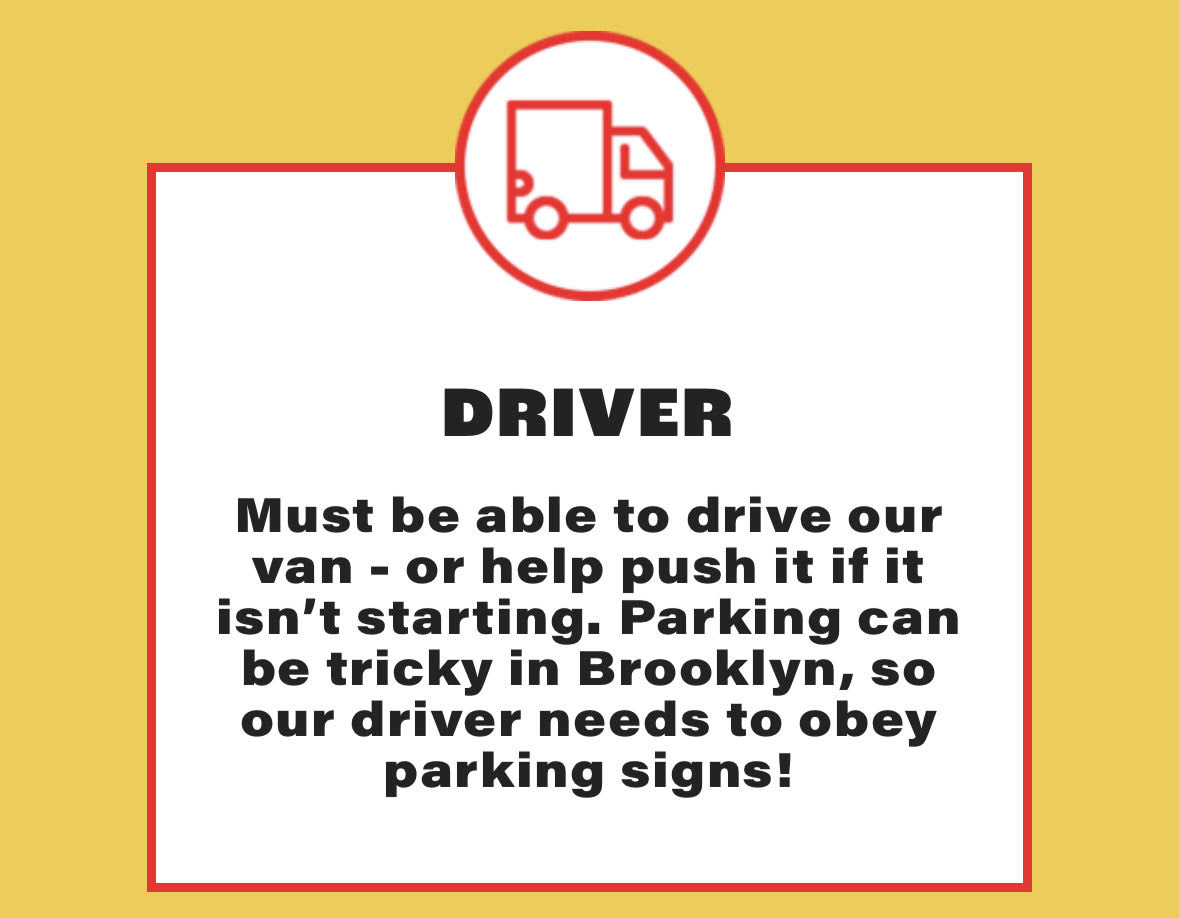 DRIVER
Must be able to drive our
van - or help push it if it
isn’t starting. Parking can
be tricky in Brooklyn, so
our driver needs to obey
parking signs!